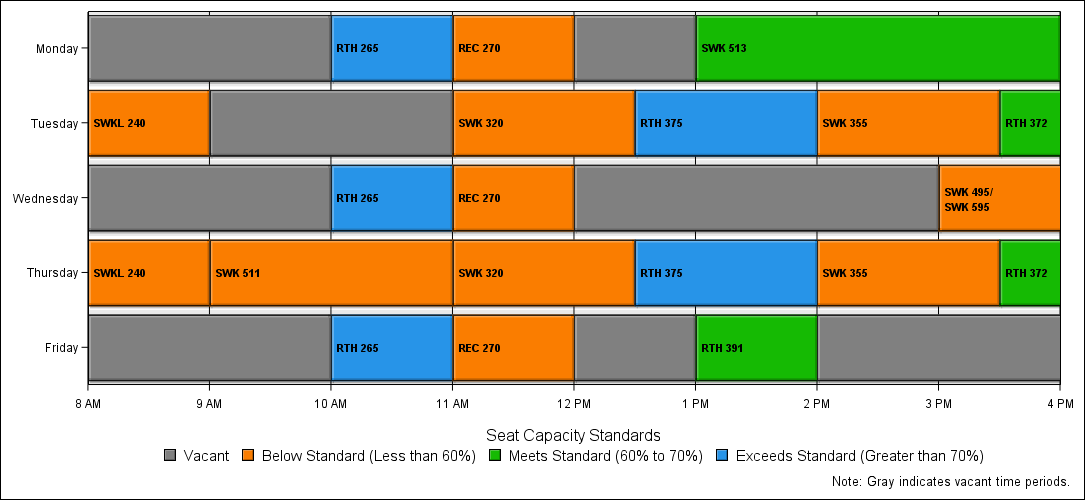 Monday
RTH 265
REC 270
SWK 513
Tuesday
SWKL 240
SWK 320
RTH 375
SWK 355
RTH 372
Wednesday
RTH 265
REC 270
SWK 495/
SWK 595
Thursday
SWKL 240
SWK 511
SWK 320
RTH 375
SWK 355
RTH 372
Friday
RTH 265
REC 270
RTH 391
8 AM 9 AM 10 AM 11 AM 12 PM 1 PM 2 PM 3 PM 4 PM
Seat Capacity Standards
Vacant Below Standard (Less than 60%) Meets Standard (60% to 70%) Exceeds Standard (Greater than 70%)
Note: Gray indicates vacant time periods.